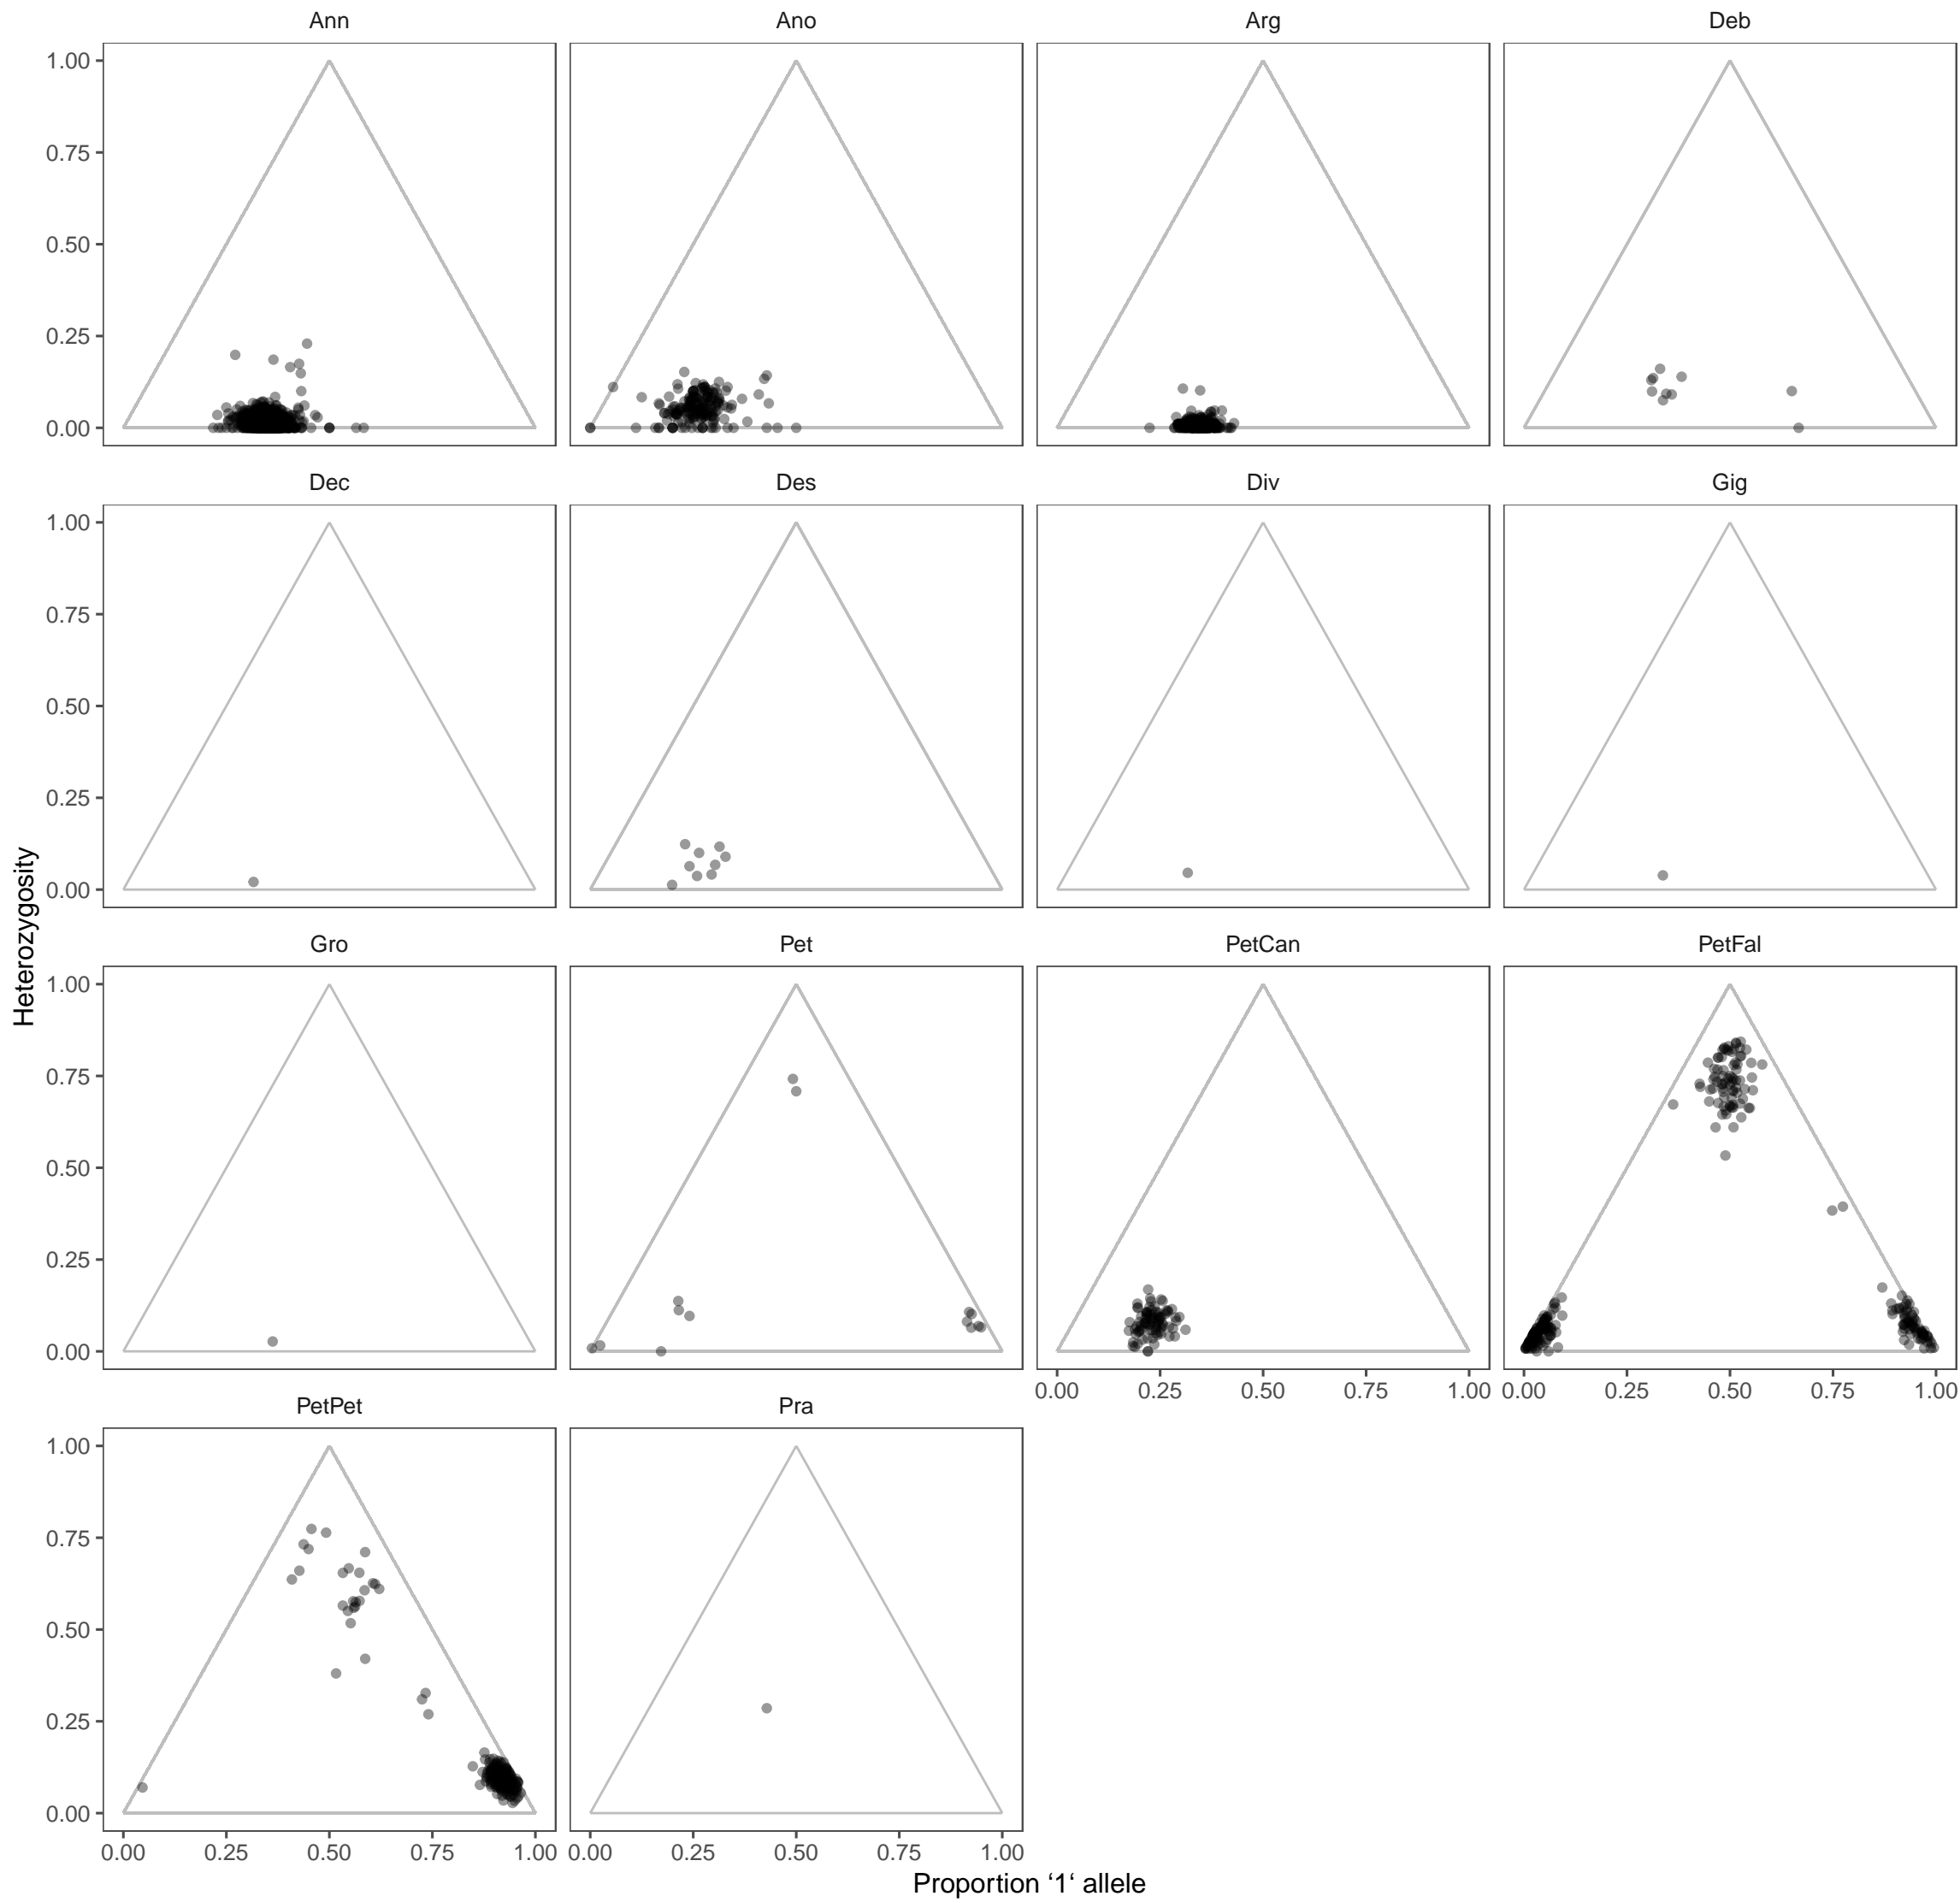 Ann Ano Arg Deb
1.00
0.75
0.50
0.25
0.00
Dec Des Div Gig
1.00
0.75
0.50
0.25
0.00
Heterozygosity
Gro Pet PetCan PetFal
1.00
0.75
0.50
0.25
0.00
0.00 0.25 0.50 0.75 1.00 0.00 0.25 0.50 0.75 1.00
PetPet Pra
1.00
0.75
0.50
0.25
0.00
0.00 0.25 0.50 0.75 1.00 0.00 0.25 0.50 0.75 1.00
Proportion ‘1‘ allele